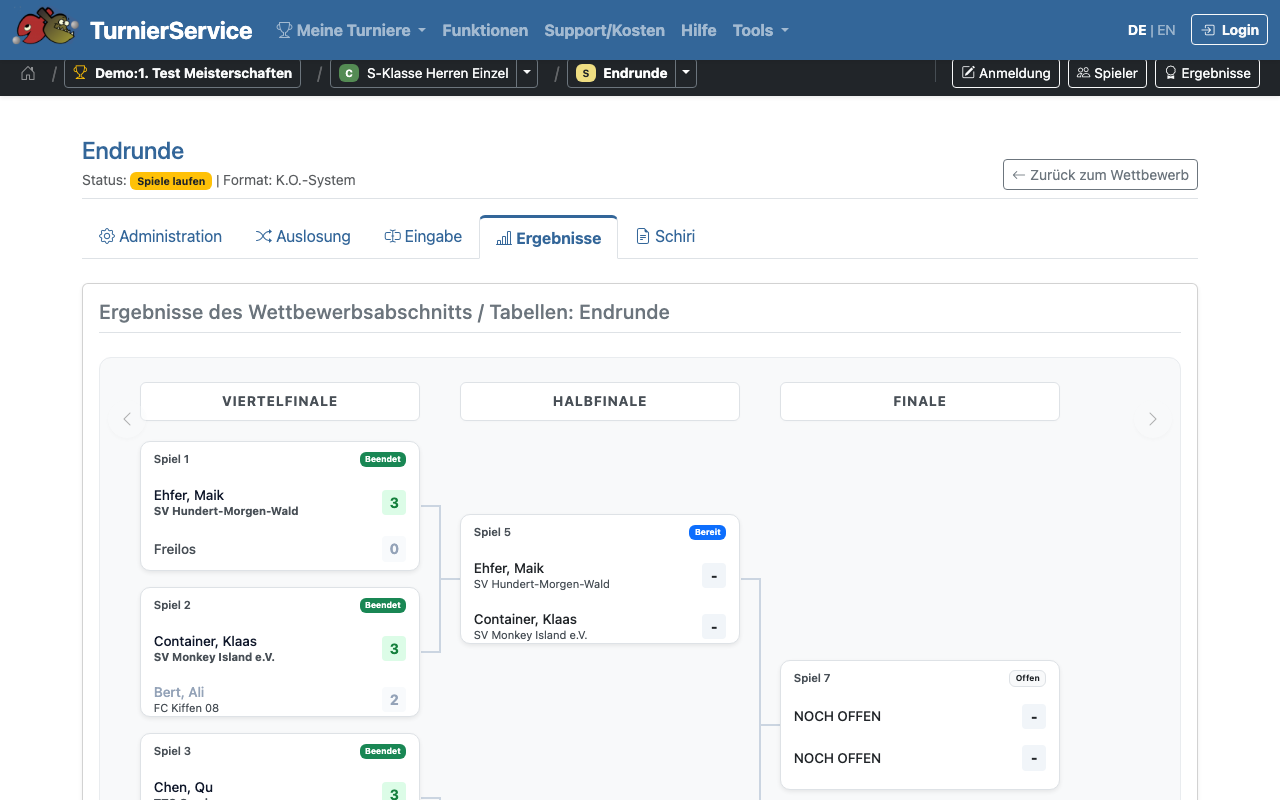 TurnierService
Meine Turniere
Funktionen
Support/Kosten
Hilfe
Tools
DE | EN
Login
/ Demo:1. Test Meisterschaften
/ C S-Klasse Herren Einzel
/ S Endrunde
Anmeldung
Spieler
Ergebnisse
Endrunde
Status: Spiele laufen | Format: K.O.-System
← Zurück zum Wettbewerb
Administration
Auslosung
Eingabe
Ergebnisse
Schiri
Ergebnisse des Wettbewerbsabschnitts / Tabellen: Endrunde
VIERTELFINALE
HALBFINALE
FINALE
Spiel 1 Beendet
Ehfer, Maik 3
SV Hundert-Morgen-Wald
Freilos 0
Spiel 2 Beendet
Container, Klaas 3
SV Monkey Island e.V.
Bert, Ali 2
FC Kiffen 08
Spiel 3 Beendet
Chen, Qu 3
Spiel 5 Bereit
Ehfer, Maik -
SV Hundert-Morgen-Wald
Container, Klaas -
SV Monkey Island e.V.
Spiel 7 Offen
NOCH OFFEN -
NOCH OFFEN -